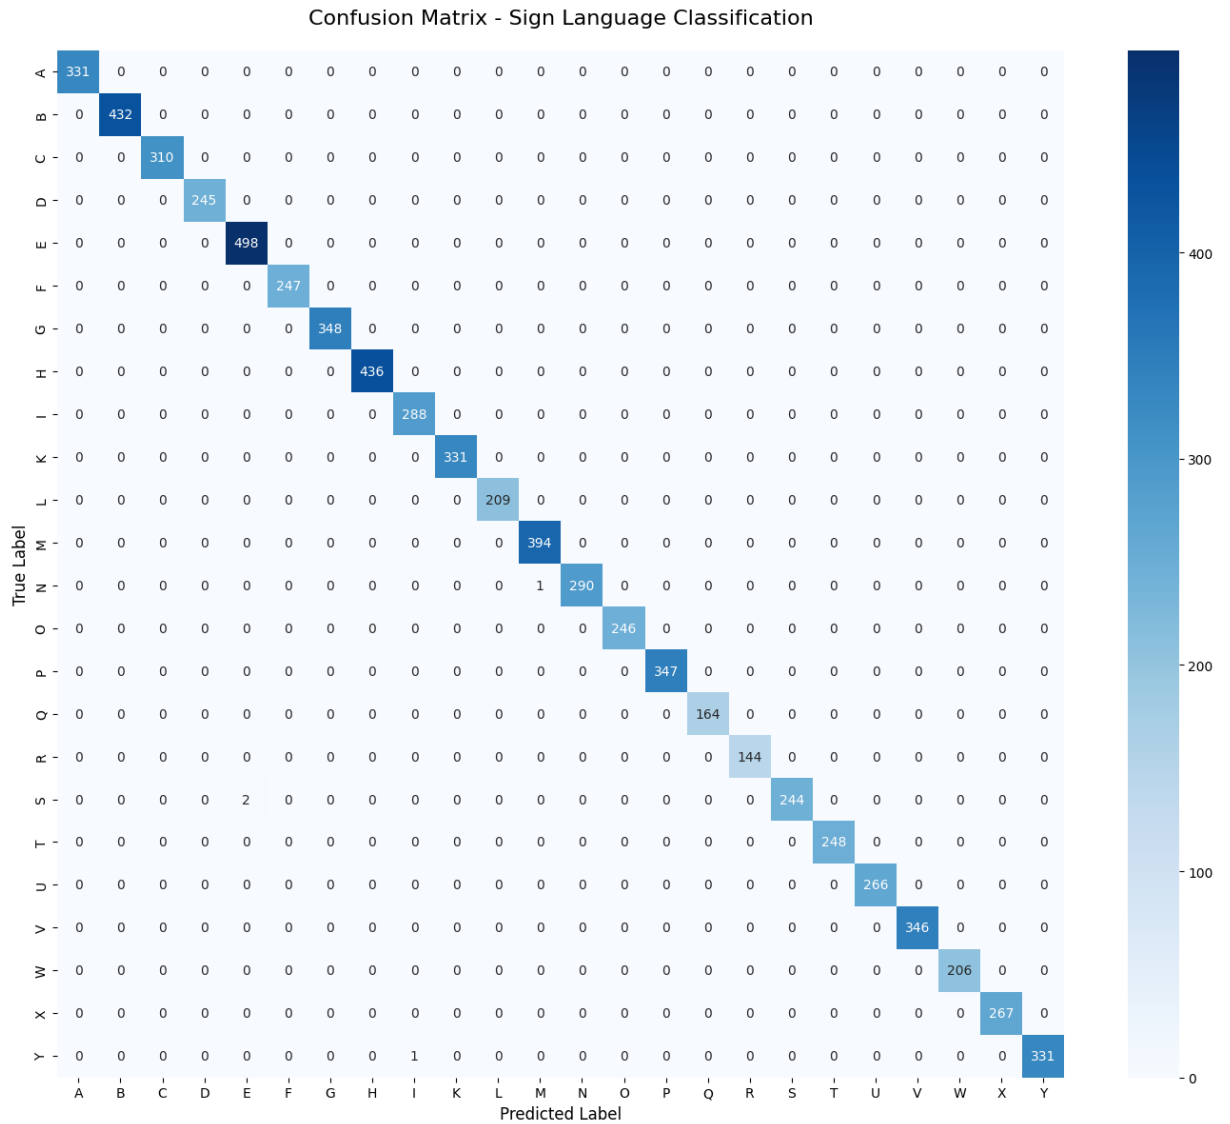 Confusion Matrix - Sign Language Classification
A 331 0 0 0 0 0 0 0 0 0 0 0 0 0 0 0 0 0 0 0 0 0 0 0
B 0 432 0 0 0 0 0 0 0 0 0 0 0 0 0 0 0 0 0 0 0 0 0 0
C 0 0 310 0 0 0 0 0 0 0 0 0 0 0 0 0 0 0 0 0 0 0 0 0
D 0 0 0 245 0 0 0 0 0 0 0 0 0 0 0 0 0 0 0 0 0 0 0 0
E 0 0 0 0 498 0 0 0 0 0 0 0 0 0 0 0 0 0 0 0 0 0 0 0
F 0 0 0 0 0 247 0 0 0 0 0 0 0 0 0 0 0 0 0 0 0 0 0 0
G 0 0 0 0 0 0 348 0 0 0 0 0 0 0 0 0 0 0 0 0 0 0 0 0
H 0 0 0 0 0 0 0 436 0 0 0 0 0 0 0 0 0 0 0 0 0 0 0 0
I 0 0 0 0 0 0 0 0 288 0 0 0 0 0 0 0 0 0 0 0 0 0 0 0
K 0 0 0 0 0 0 0 0 0 331 0 0 0 0 0 0 0 0 0 0 0 0 0 0
L 0 0 0 0 0 0 0 0 0 0 209 0 0 0 0 0 0 0 0 0 0 0 0 0
M 0 0 0 0 0 0 0 0 0 0 0 394 0 0 0 0 0 0 0 0 0 0 0 0
N 0 0 0 0 0 0 0 0 0 0 0 1 290 0 0 0 0 0 0 0 0 0 0 0
O 0 0 0 0 0 0 0 0 0 0 0 0 0 246 0 0 0 0 0 0 0 0 0 0
P 0 0 0 0 0 0 0 0 0 0 0 0 0 0 347 0 0 0 0 0 0 0 0 0
Q 0 0 0 0 0 0 0 0 0 0 0 0 0 0 0 164 0 0 0 0 0 0 0 0
R 0 0 0 0 0 0 0 0 0 0 0 0 0 0 0 0 144 0 0 0 0 0 0 0
S 0 0 0 0 2 0 0 0 0 0 0 0 0 0 0 0 0 244 0 0 0 0 0 0
T 0 0 0 0 0 0 0 0 0 0 0 0 0 0 0 0 0 0 248 0 0 0 0 0
U 0 0 0 0 0 0 0 0 0 0 0 0 0 0 0 0 0 0 0 266 0 0 0 0
V 0 0 0 0 0 0 0 0 0 0 0 0 0 0 0 0 0 0 0 0 346 0 0 0
W 0 0 0 0 0 0 0 0 0 0 0 0 0 0 0 0 0 0 0 0 0 206 0 0
X 0 0 0 0 0 0 0 0 0 0 0 0 0 0 0 0 0 0 0 0 0 0 267 0
Y 0 0 0 0 0 0 0 0 1 0 0 0 0 0 0 0 0 0 0 0 0 0 0 331
A B C D E F G H I K L M N O P Q R S T U V W X Y
Predicted Label
True Label
400
300
200
100
0